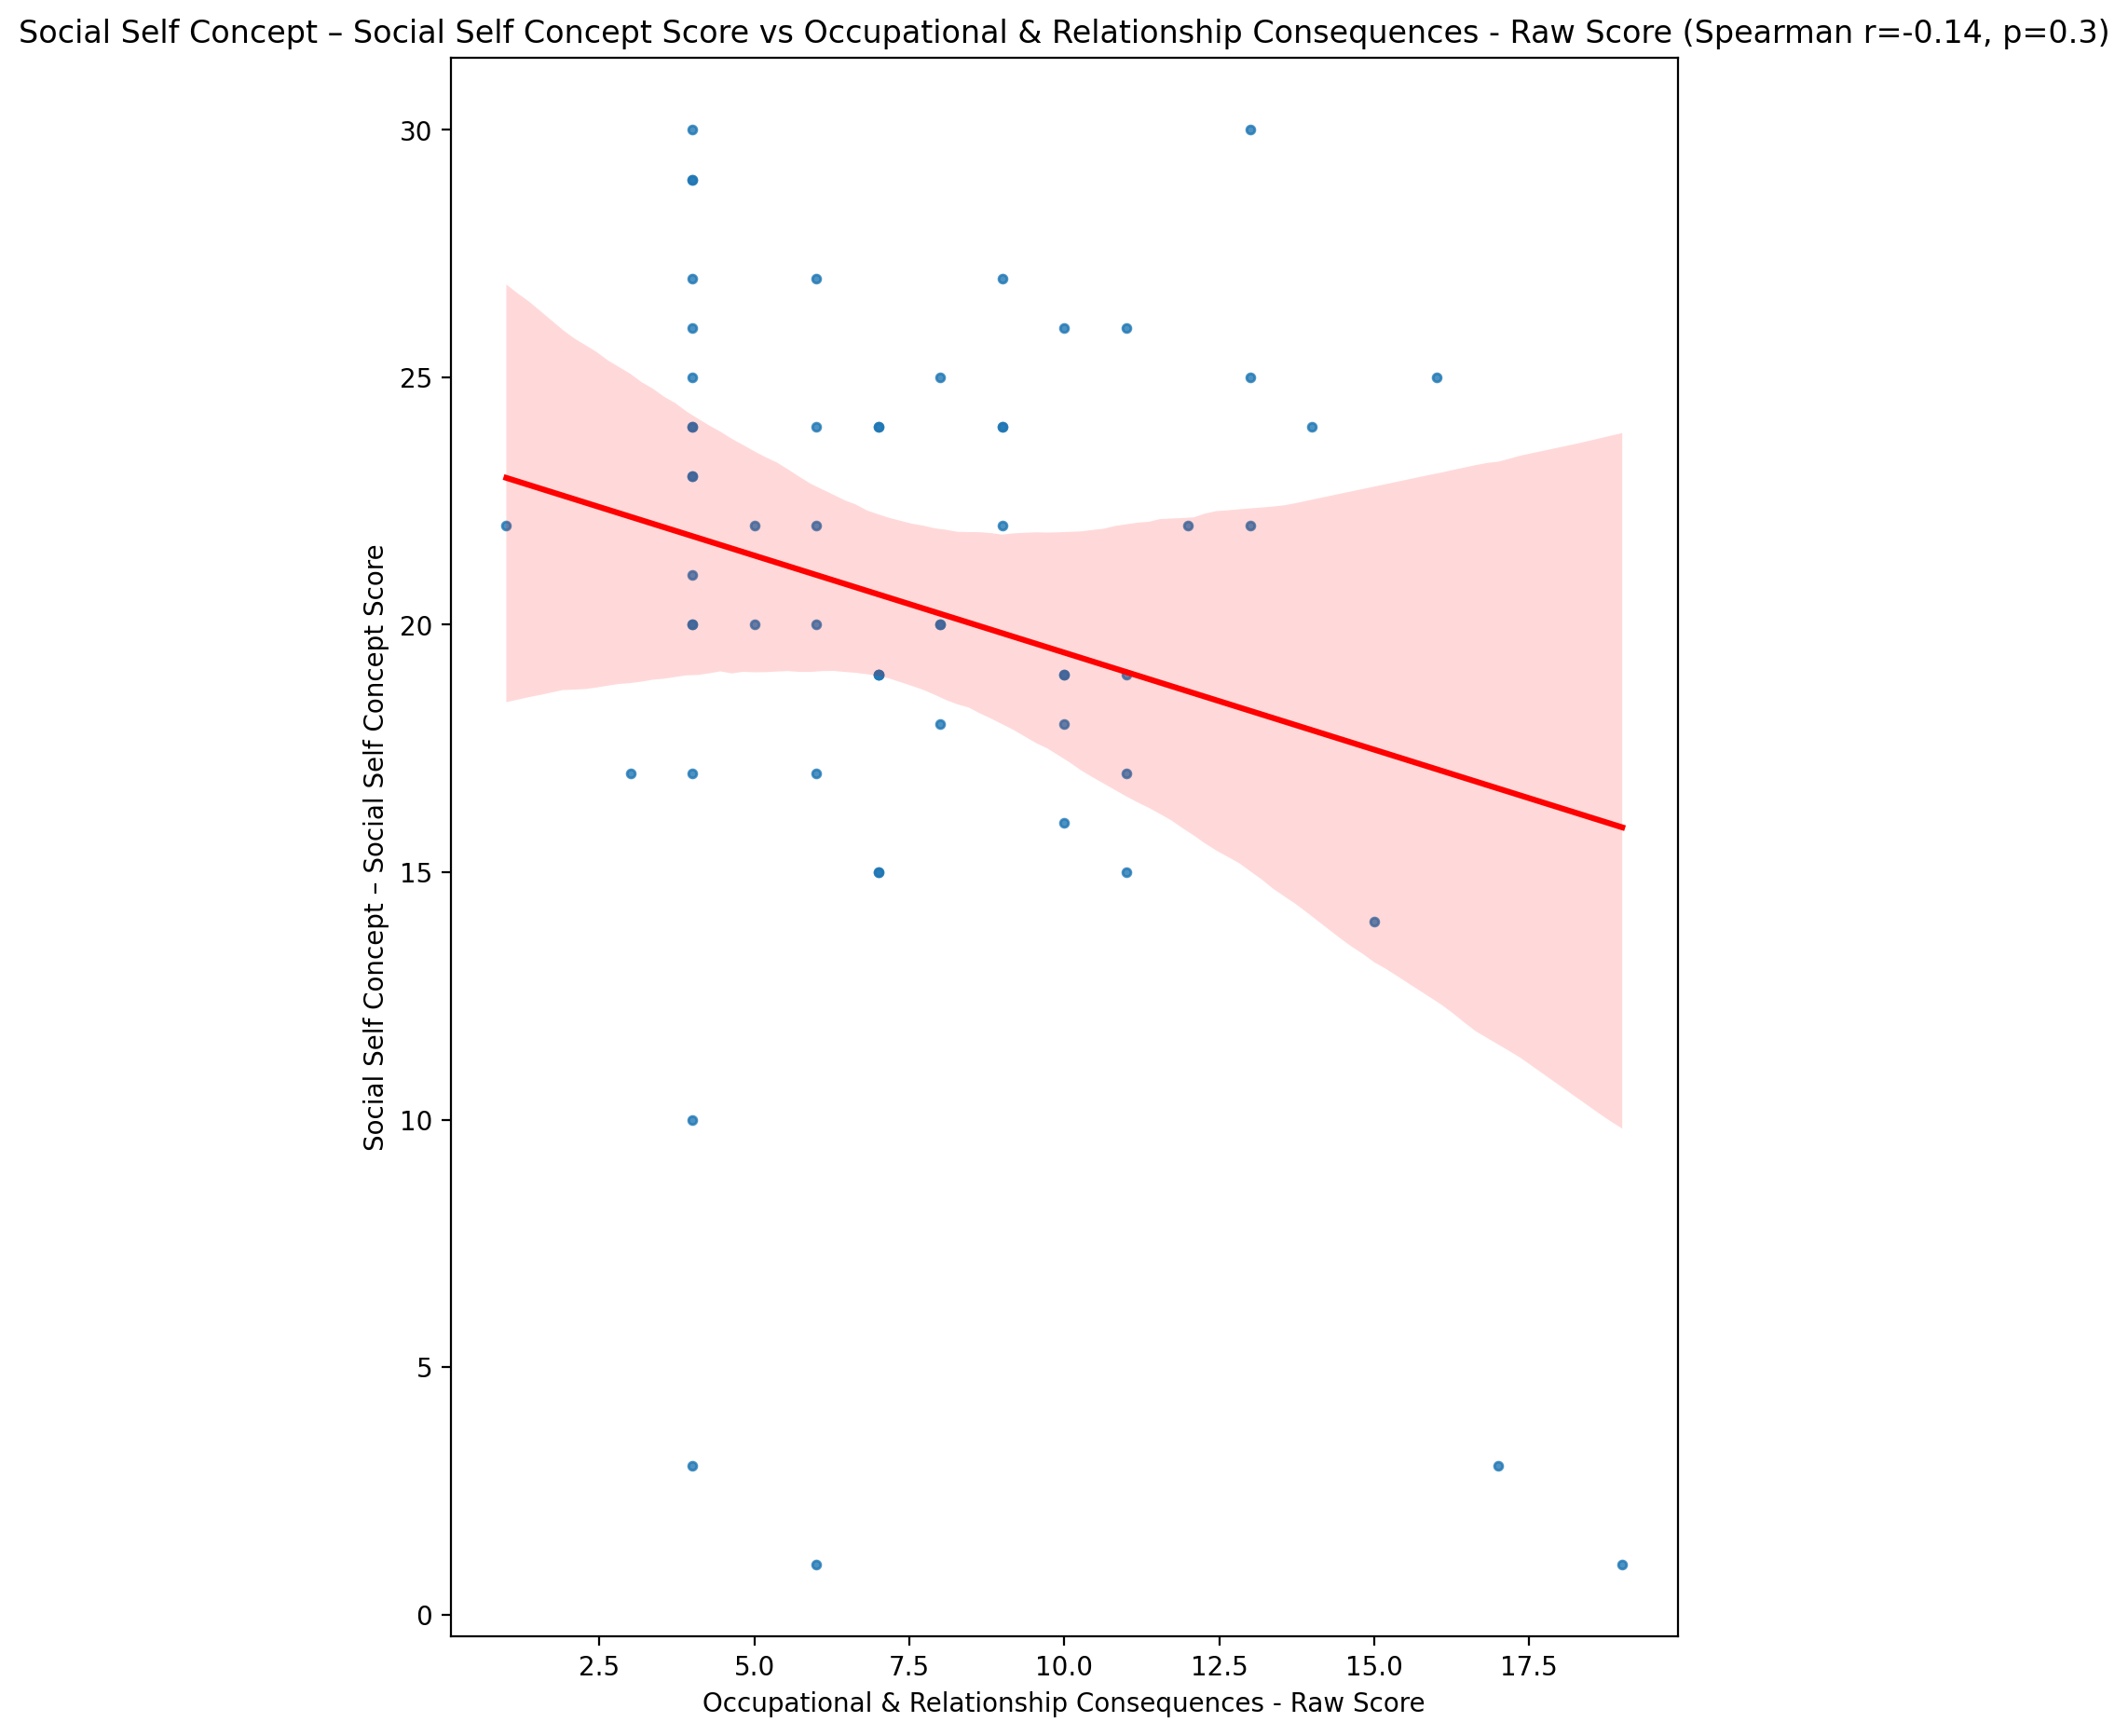 Social Self Concept – Social Self Concept Score vs Occupational & Relationship Consequences - Raw Score (Spearman r=-0.14, p=0.3)
Social Self Concept – Social Self Concept Score
30
25
20
15
10
5
0
2.5 5.0 7.5 10.0 12.5 15.0 17.5
Occupational & Relationship Consequences - Raw Score